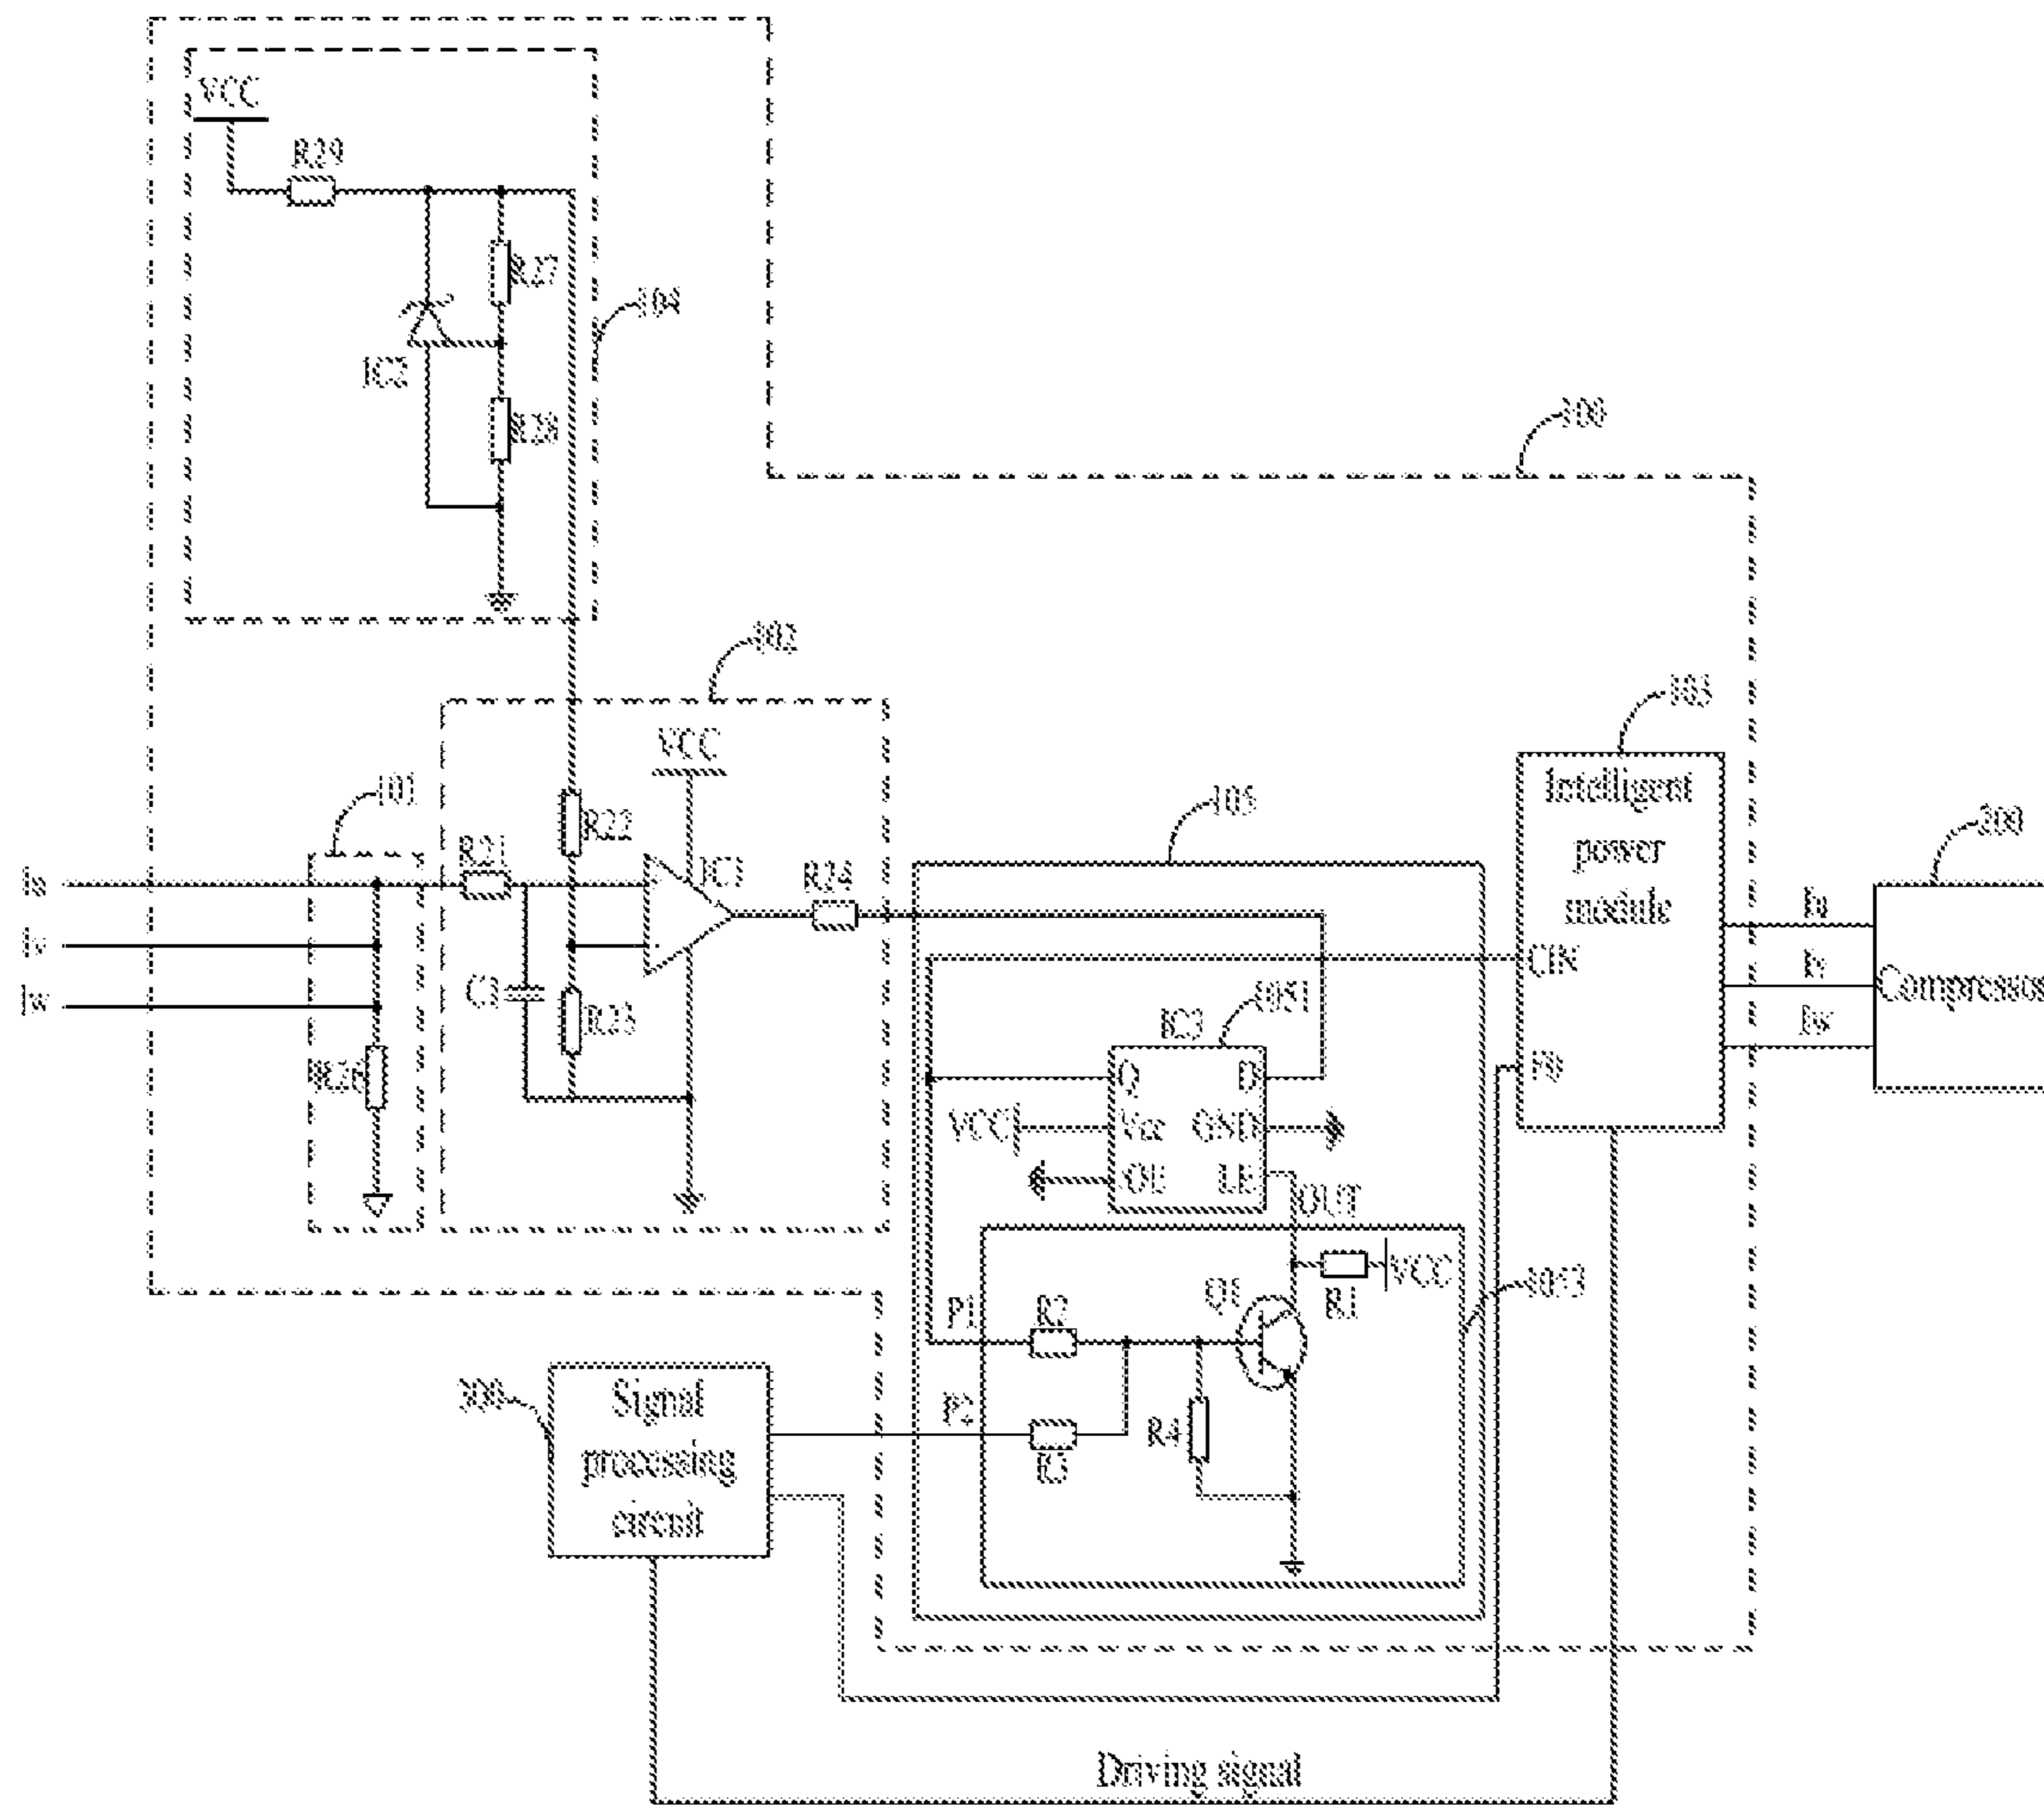 VCC
R29
R27
104
IC2
R28
100
102
103
VCC
Intelligent
power
module
101
R22
105
200
R21
IC1
R24
Iv
Iw
Iv
CIN
Compressor
C1
R23
1051
IC3
Iw
R26
Q
D
FO
VCC
Vcc
GND
OE
LE
OUT
VCC
Q1
R1
1053
P1
R2
300
Signal
processing
circuit
P2
R3
R4
Driving signal